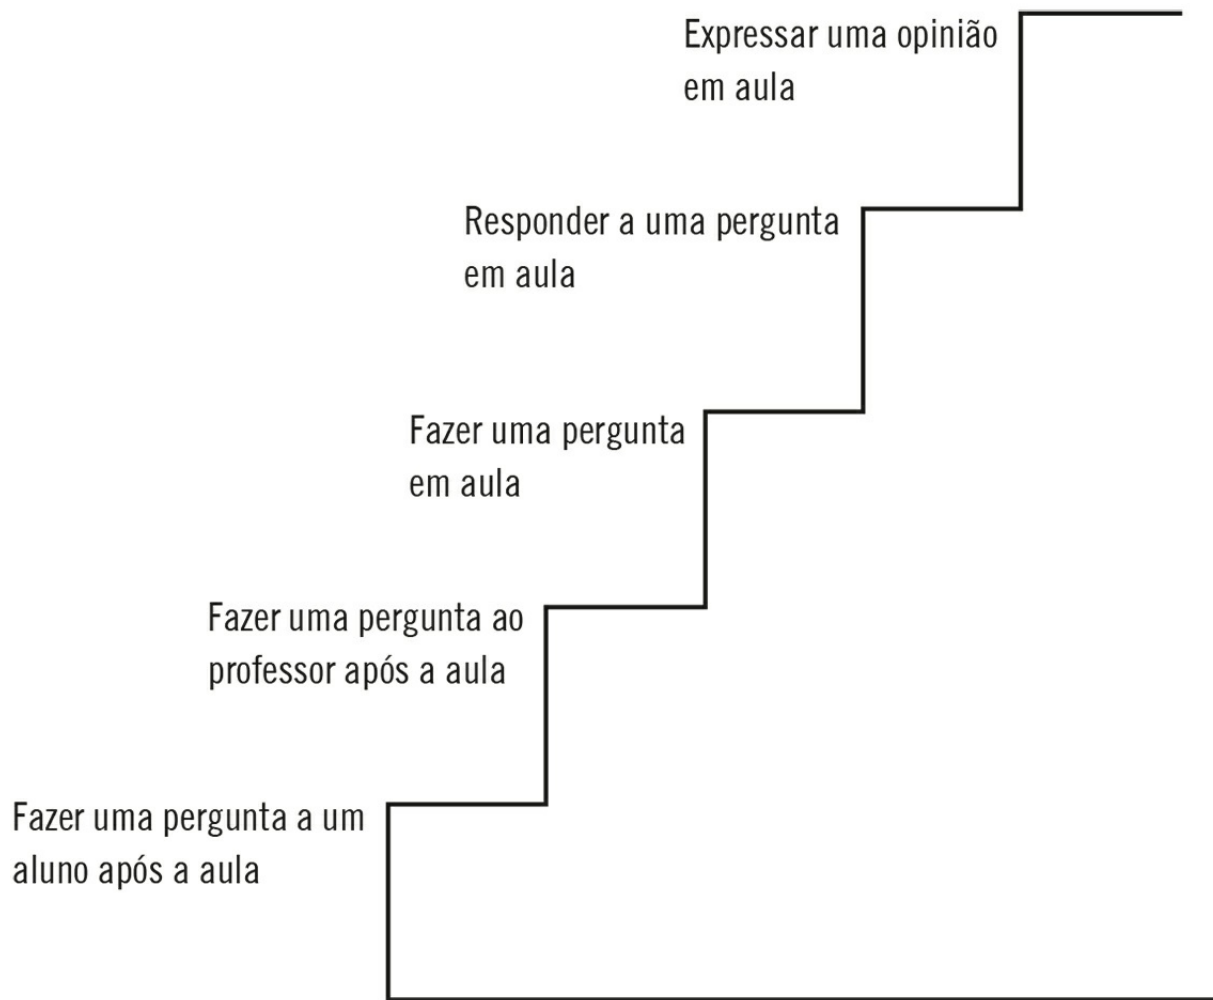 Expressar uma opinião
em aula
Responder a uma pergunta
em aula
Fazer uma pergunta
em aula
Fazer uma pergunta ao
professor após a aula
Fazer uma pergunta a um
aluno após a aula